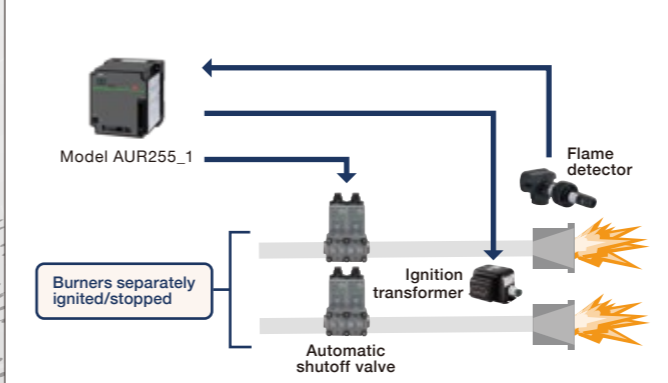 Model AUR255_1
Flame
detector
Burners separately
ignited/stopped
Ignition
transformer
Automatic
shutoff valve